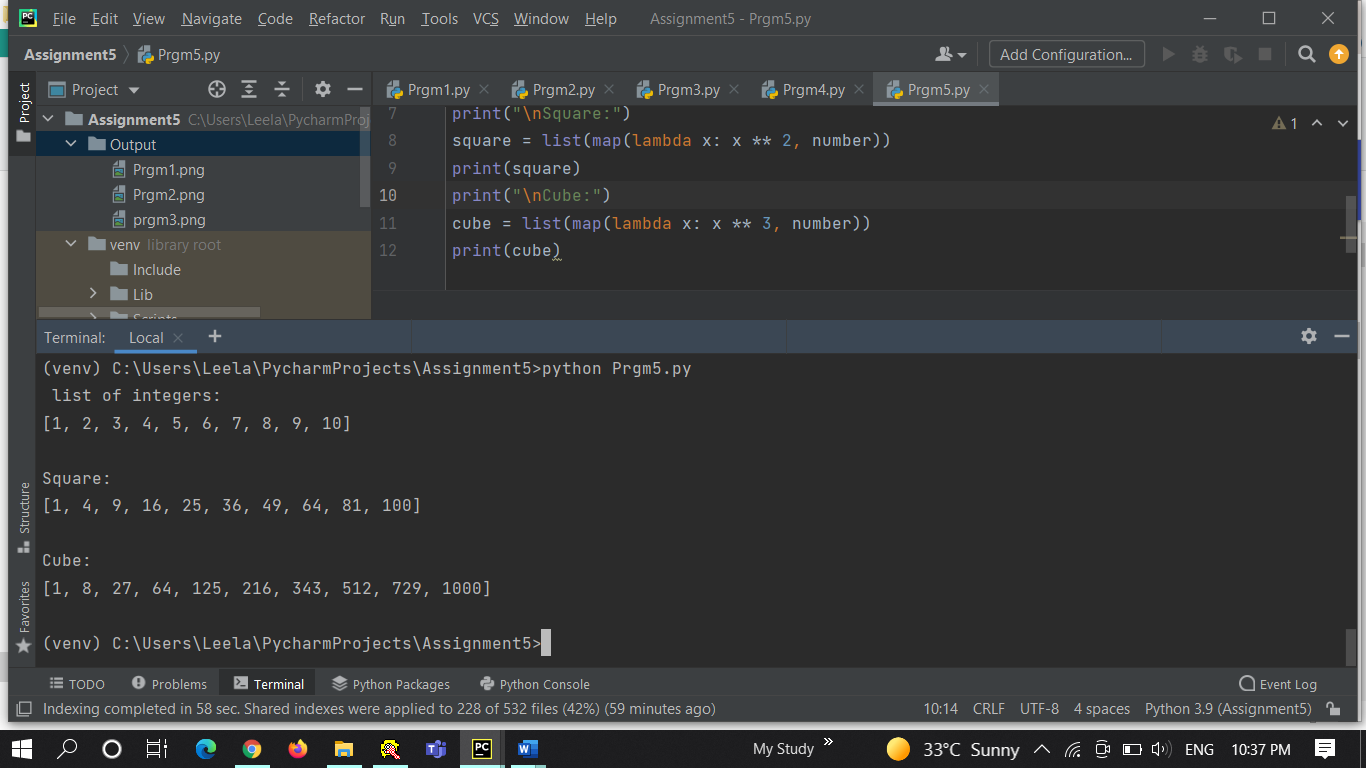 PC File Edit View Navigate Code Refactor Run Tools VCS Window Help Assignment5 - Prgm5.py
Assignment5 Prgm5.py Add Configuration...
Project Prgm1.py Prgm2.py Prgm3.py Prgm4.py Prgm5.py
Project
Assignment5 C:\Users\Leela\PycharmProj
Output
Prgm1.png
Prgm2.png
prgm3.png
venv library root
Include
Lib
Scripts
7 print("\nSquare:")
1
8 square = list(map(lambda x: x ** 2, number))
9 print(square)
10 print("\nCube:")
11 cube = list(map(lambda x: x ** 3, number))
12 print(cube)
Terminal: Local
(venv) C:\Users\Leela\PycharmProjects\Assignment5>python Prgm5.py
list of integers:
[1, 2, 3, 4, 5, 6, 7, 8, 9, 10]
Square:
[1, 4, 9, 16, 25, 36, 49, 64, 81, 100]
Cube:
[1, 8, 27, 64, 125, 216, 343, 512, 729, 1000]
(venv) C:\Users\Leela\PycharmProjects\Assignment5>
Structure
Favorites
TODO Problems Terminal Python Packages Python Console Event Log
Indexing completed in 58 sec. Shared indexes were applied to 228 of 532 files (42%) (59 minutes ago) 10:14 CRLF UTF-8 4 spaces Python 3.9 (Assignment5)
PC W My Study 33°C Sunny ENG 10:37 PM